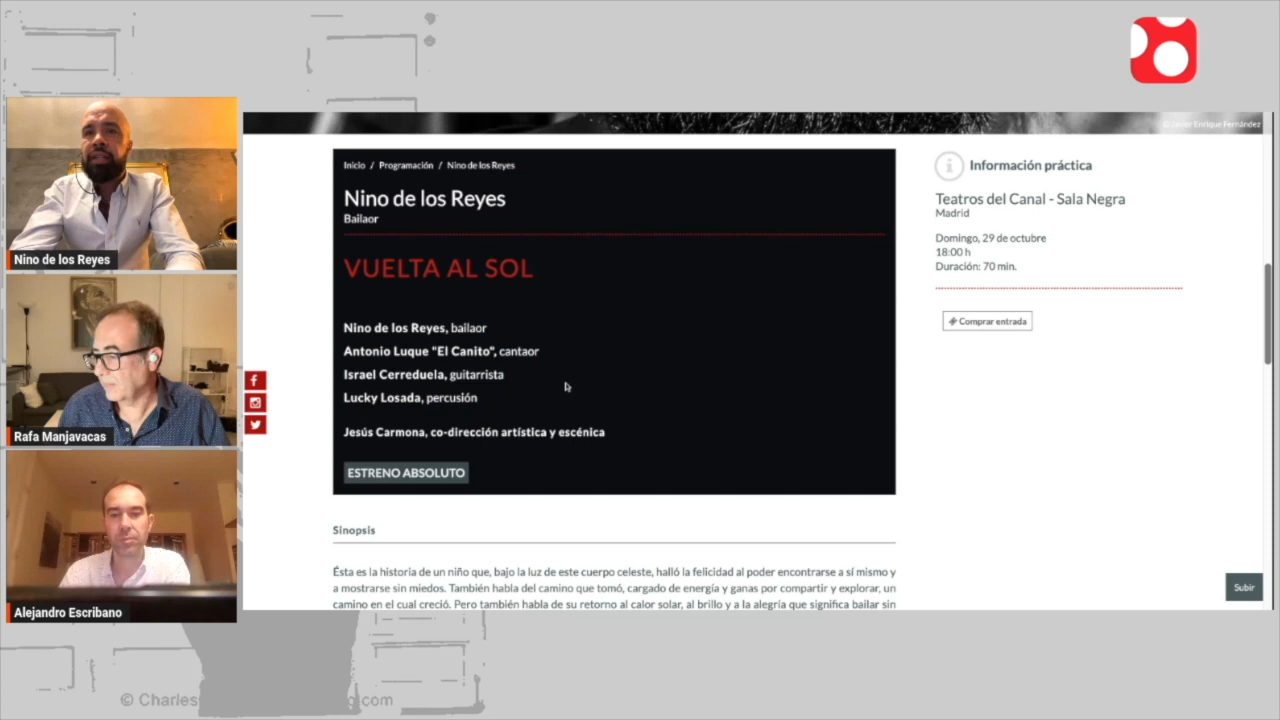 Nino de los Reyes
Rafa Manjavacas
Alejandro Escribano
Inicio / Programación / Nino de los Reyes
Nino de los Reyes
Bailaor
VUELTA AL SOL
Nino de los Reyes, bailaor
Antonio Luque "El Canito", cantaor
Israel Cerreduela, guitarrista
Lucky Losada, percusión
Jesús Carmona, co-dirección artística y escénica
ESTRENO ABSOLUTO
Sinopsis
Ésta es la historia de un niño que, bajo la luz de este cuerpo celeste, halló la felicidad al poder encontrarse a sí mismo y
a mostrarse sin miedos. También habla del camino que tomó, cargado de energía y ganas por compartir y explorar, un
camino en el cual creció. Pero también habla de su retorno al calor solar, al brillo y a la alegría que significa bailar sin
© Enrique Fernández
Información práctica
Teatros del Canal - Sala Negra
Madrid
Domingo, 29 de octubre
18:00 h
Duración: 70 min.
Comprar entrada
Subir
© Charles .com